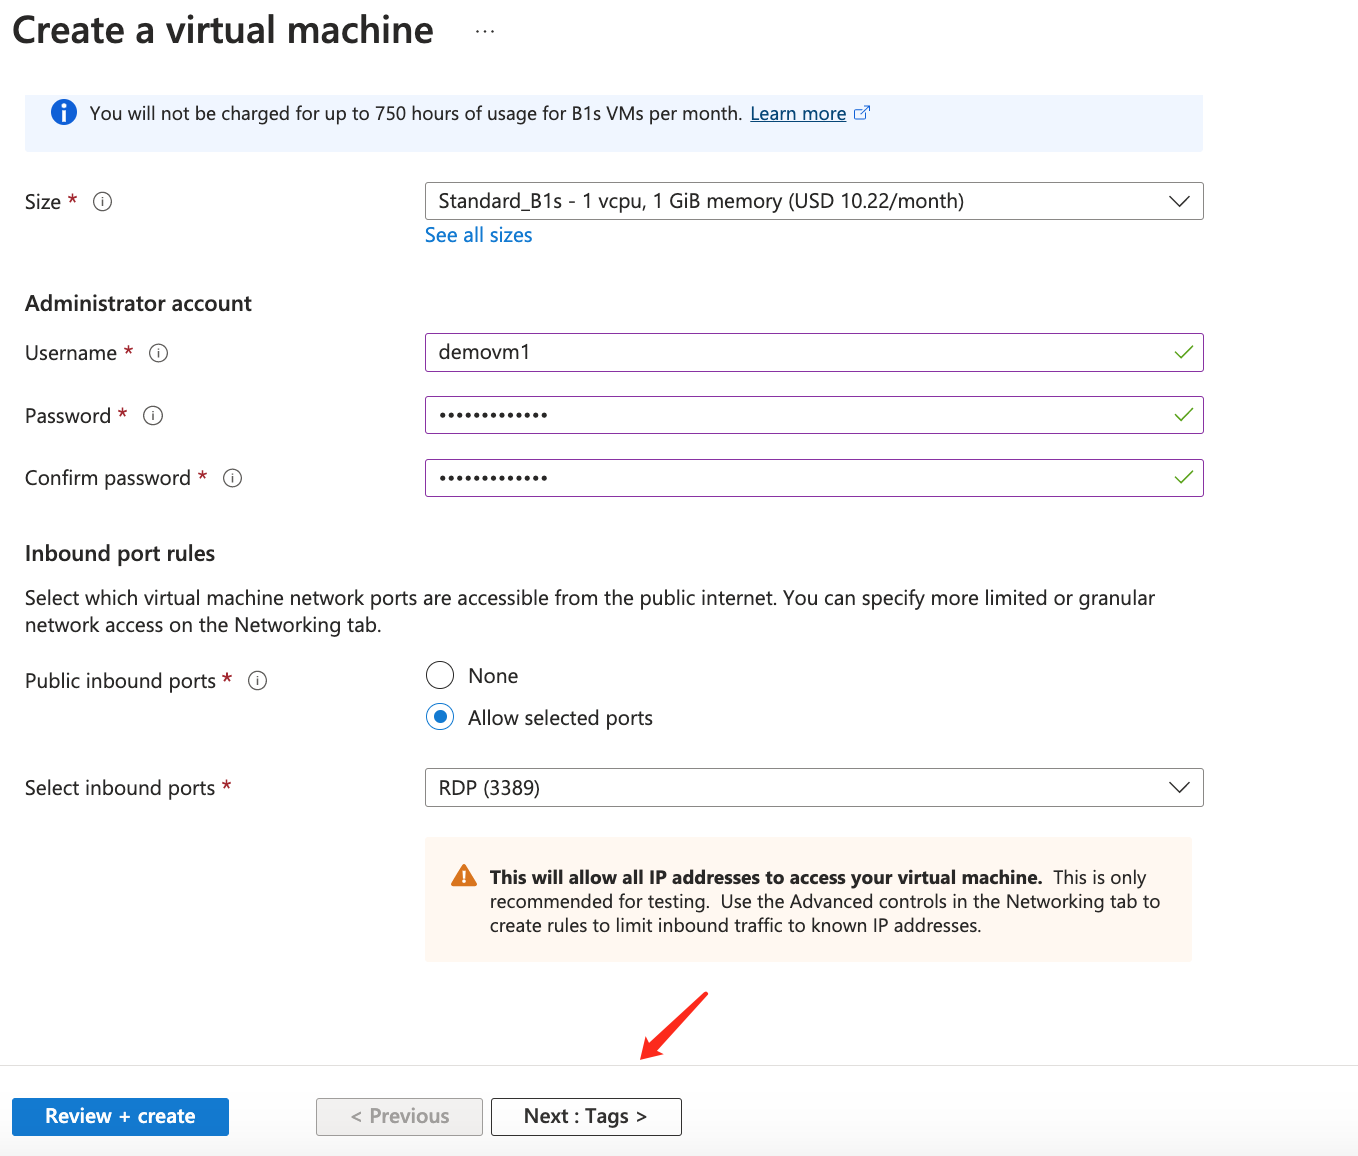 Create a virtual machine ...
You will not be charged for up to 750 hours of usage for B1s VMs per month. Learn more
Size *
Standard_B1s - 1 vcpu, 1 GiB memory (USD 10.22/month)
See all sizes
Administrator account
Username *
demovm1
Password *
•••••••••••••
Confirm password *
•••••••••••••
Inbound port rules
Select which virtual machine network ports are accessible from the public internet. You can specify more limited or granular
network access on the Networking tab.
Public inbound ports *
None
Allow selected ports
Select inbound ports *
RDP (3389)
This will allow all IP addresses to access your virtual machine. This is only
recommended for testing. Use the Advanced controls in the Networking tab to
create rules to limit inbound traffic to known IP addresses.
Review + create
< Previous
Next : Tags >